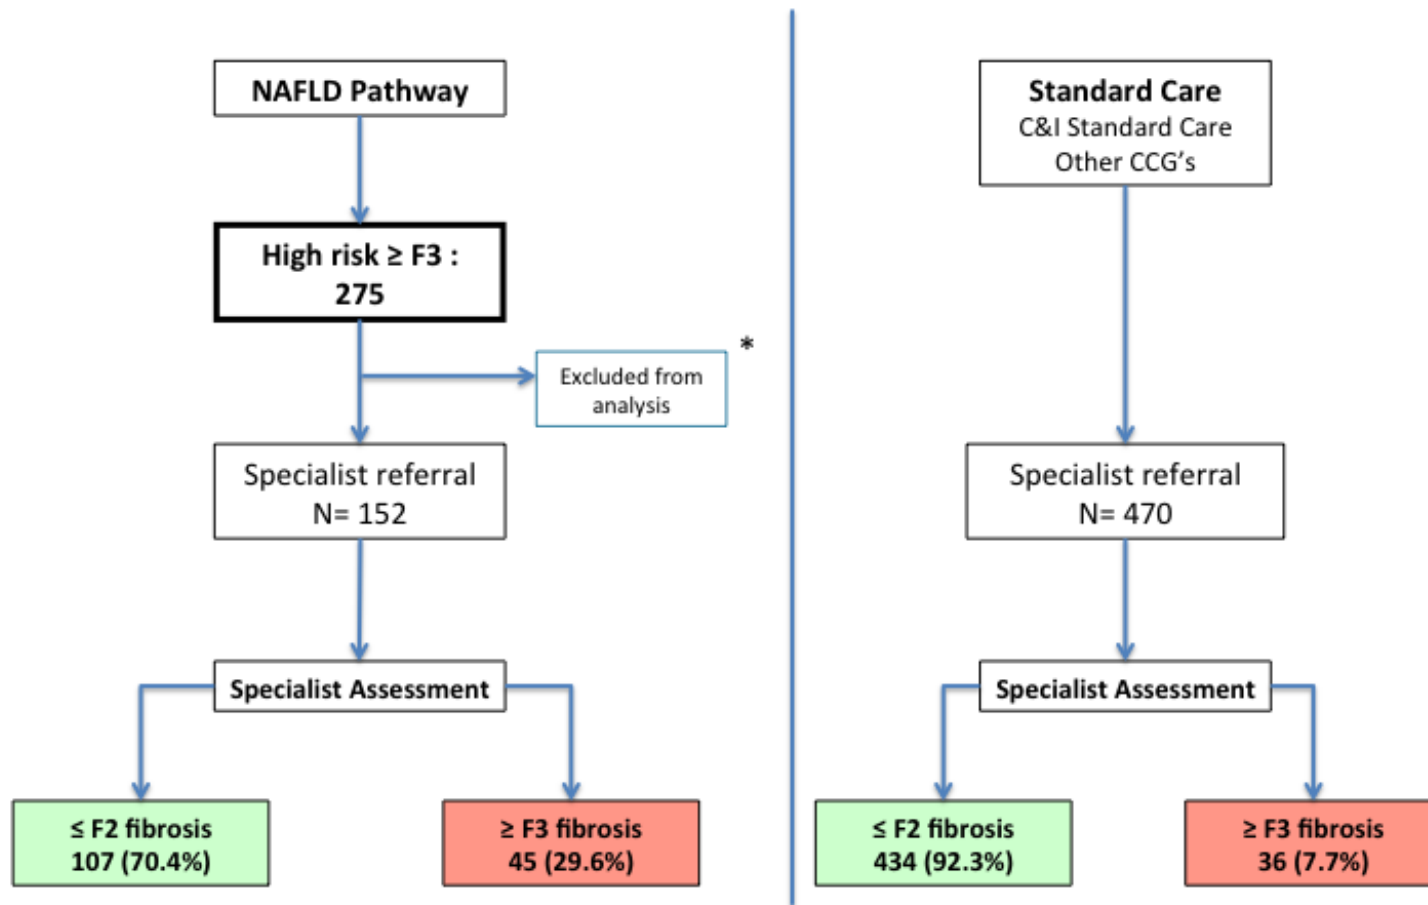 NAFLD Pathway
High risk ≥ F3 :
275
*
Excluded from
analysis
Specialist referral
N= 152
Specialist Assessment
≤ F2 fibrosis
107 (70.4%)
≥ F3 fibrosis
45 (29.6%)
Standard Care
C&I Standard Care
Other CCG's
Specialist referral
N= 470
Specialist Assessment
≤ F2 fibrosis
434 (92.3%)
≥ F3 fibrosis
36 (7.7%)